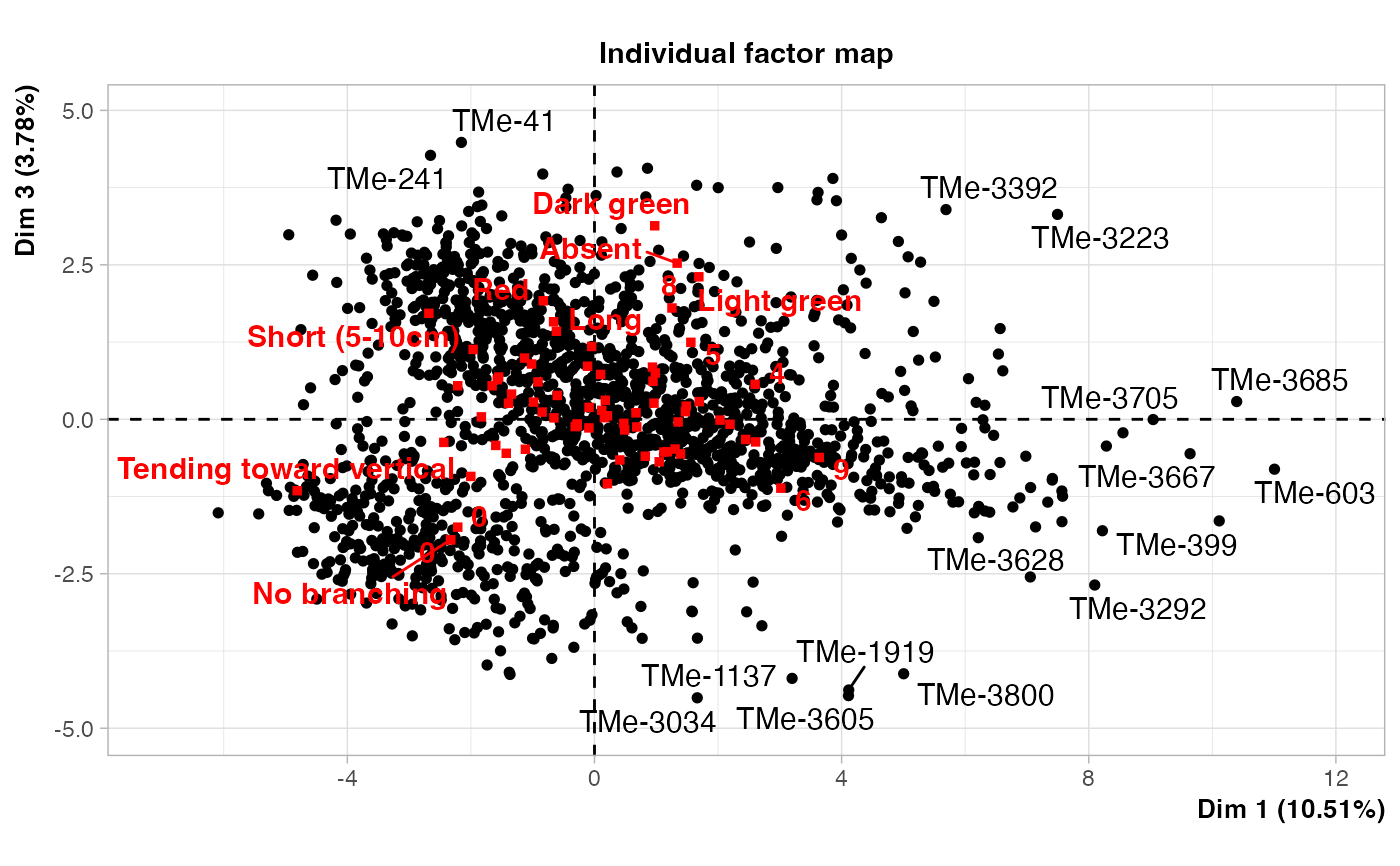 Individual factor map
Dim 3 (3.78%)
5.0
2.5
0.0
-2.5
-5.0
TMe-41
TMe-241
TMe-3392
Dark green
TMe-3223
Absent
8
Red
Light green
Long
Short (5-10cm)
5
4
TMe-3685
TMe-3705
Tending toward vertical
9
TMe-3667
6
TMe-603
0
TMe-399
0
TMe-3628
No branching
TMe-3292
TMe-1919
TMe-1137
TMe-3800
TMe-3034
TMe-3605
-4
0
4
8
12
Dim 1 (10.51%)